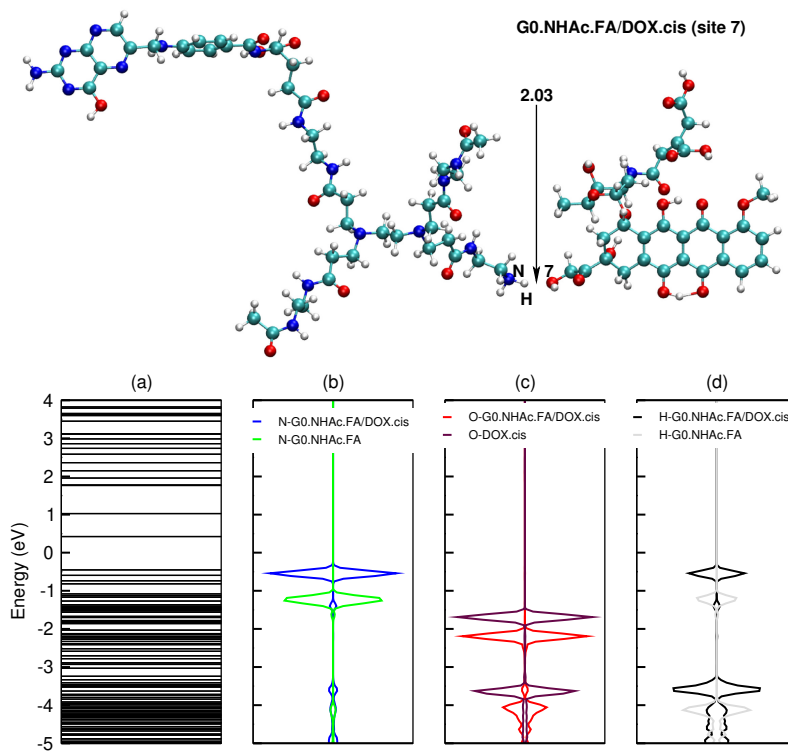 G0.NHAc.FA/DOX.cis (site 7)
2.03
N 7
H
(a) (b) (c) (d)
4
3
2
1
0
-1
-2
-3
-4
-5
Energy (eV)
N-G0.NHAc.FA/DOX.cis
N-G0.NHAc.FA
O-G0.NHAc.FA/DOX.cis
O-DOX.cis
H-G0.NHAc.FA/DOX.cis
H-G0.NHAc.FA